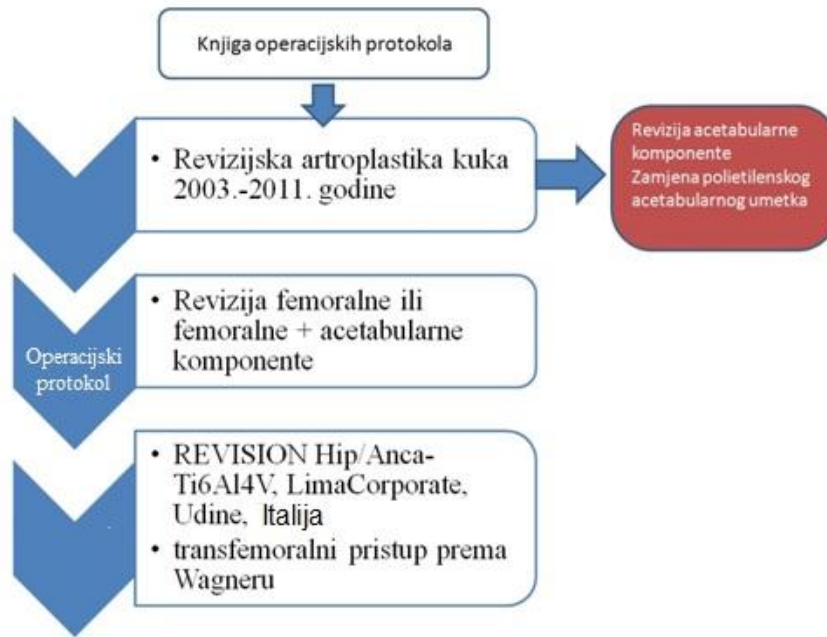 Knjiga operacijskih protokola
• Revizijska artroplastika kuka
2003.-2011. godine
Revizija acetabularne
komponente
Zamjena polietilenskog
acetabularnog umetka
Operacijski
protokol
• Revizija femoralne ili
femoralne + acetabularne
komponente
• REVISION Hip/Anca-
Ti6Al4V, LimaCorporate,
Udine, Italija
• transfemoralni pristup prema
Wagneru